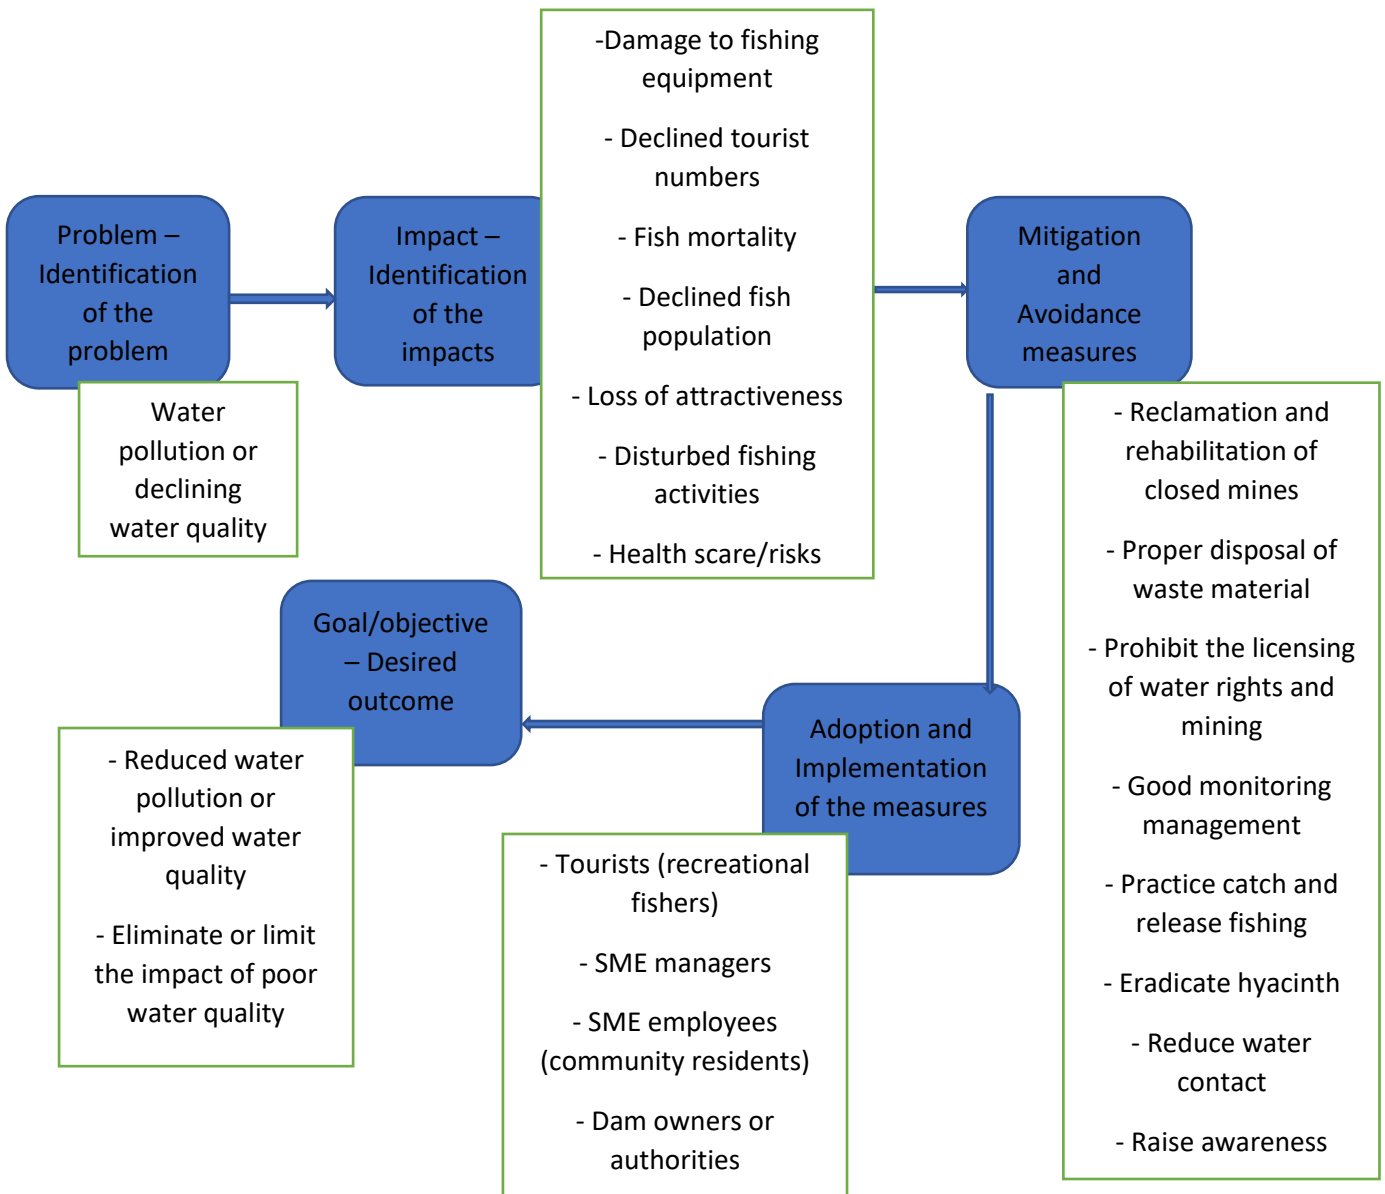 Problem –
Identification
of the
problem
Water
pollution or
declining
water quality
Impact –
Identification
of the
impacts
-Damage to fishing
equipment
- Declined tourist
numbers
- Fish mortality
- Declined fish
population
- Loss of attractiveness
- Disturbed fishing
activities
- Health scare/risks
Mitigation
and
Avoidance
measures
- Reclamation and
rehabilitation of
closed mines
- Proper disposal of
waste material
- Prohibit the licensing
of water rights and
mining
- Good monitoring
management
- Practice catch and
release fishing
- Eradicate hyacinth
- Reduce water
contact
- Raise awareness
Adoption and
Implementation
of the measures
- Tourists (recreational
fishers)
- SME managers
- SME employees
(community residents)
- Dam owners or
authorities
Goal/objective
– Desired
outcome
- Reduced water
pollution or
improved water
quality
- Eliminate or limit
the impact of poor
water quality